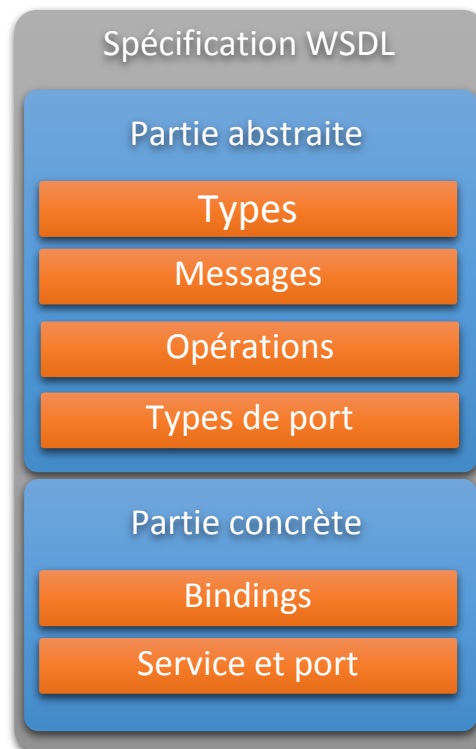 Spécification WSDL
Partie abstraite
Types
Messages
Opérations
Types de port
Partie concrète
Bindings
Service et port